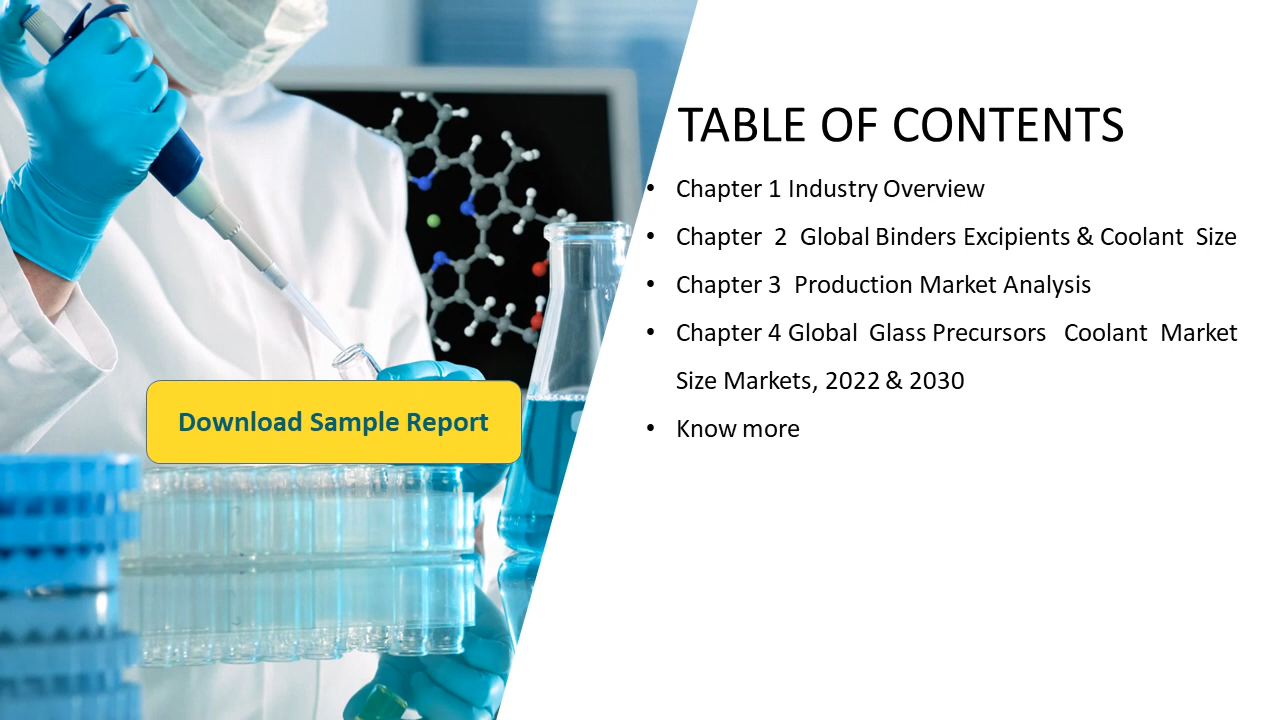 TABLE OF CONTENTS
• Chapter 1 Industry Overview
• Chapter 2 Global Binders Excipients & Coolant Size
• Chapter 3 Production Market Analysis
• Chapter 4 Global Glass Precursors Coolant Market
Size Markets, 2022 & 2030
• Know more
Download Sample Report